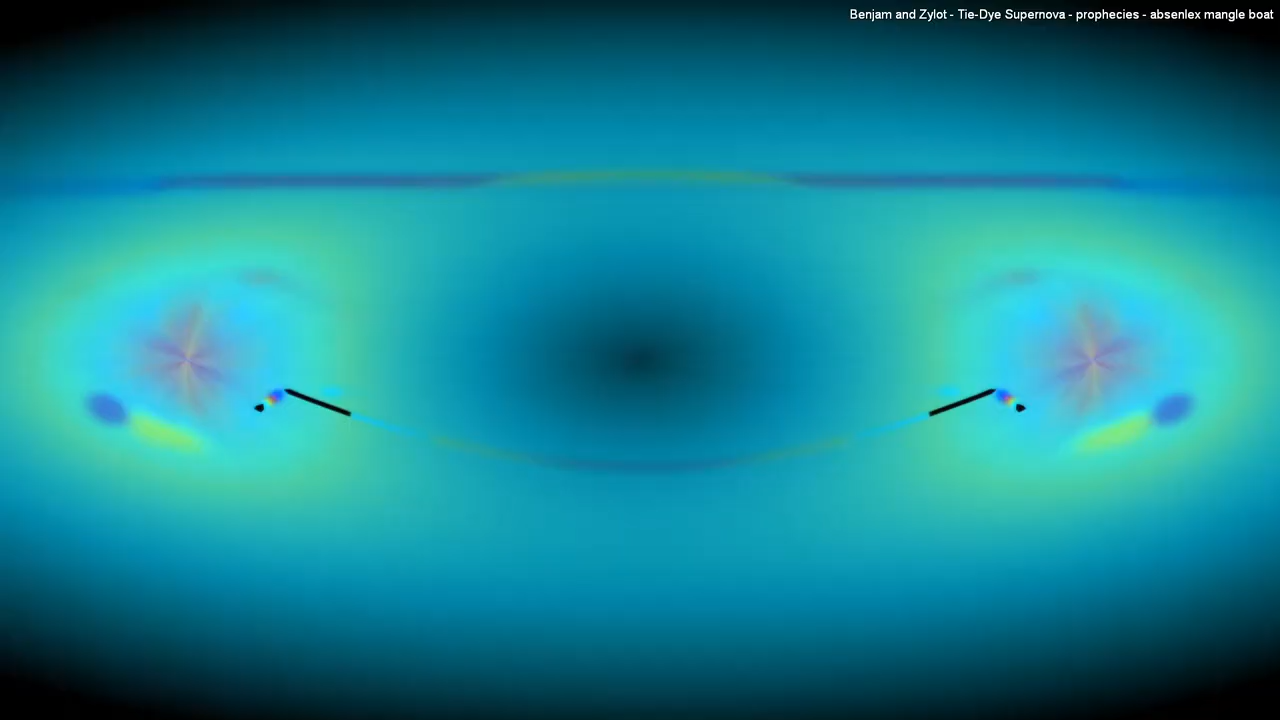 Benjam and Zylot - Tie-Dye Supernova - prophecies - absenlex mangle boat